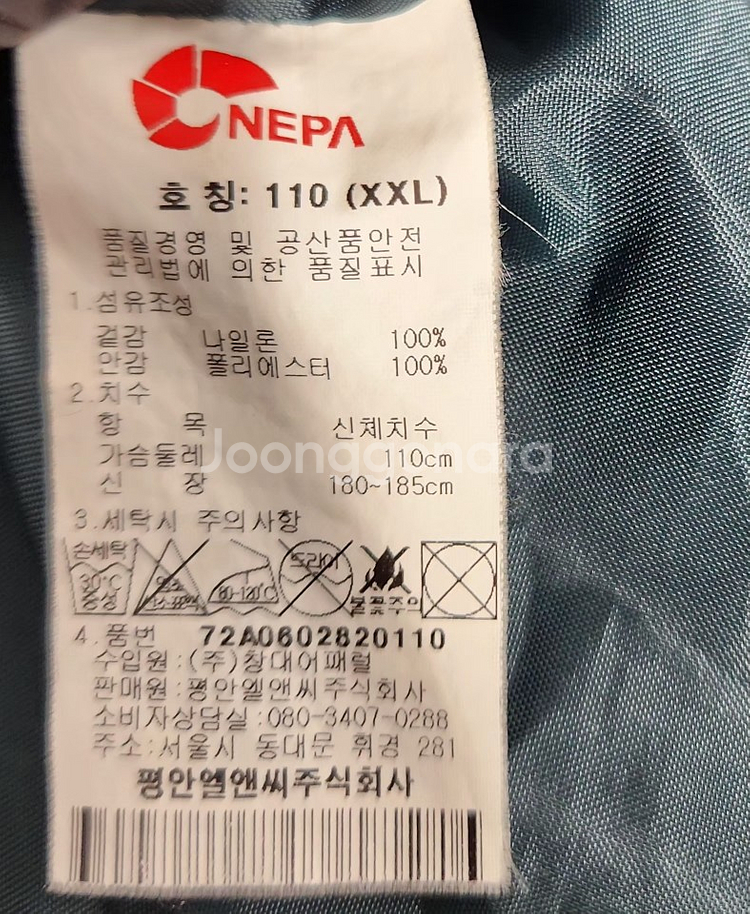 NEPA
호 칭: 110 (XXL)
품질경영 및 공산품안전
관리법에 의한 품질표시
1.섬유조성
겉감 나일론 100%
안감 폴리에스터 100%
2.치수
항 목 신체치수
가슴둘레 110cm
신 장 180~185cm
Joonggonara
3.세탁시 주의사항
손세탁 30°C 중성
염소표백
80-120°C
드라이
불꽃주의
4.품번 72A0602820110
수입원:(주)창대어패럴
판매원:평안엘앤씨주식회사
소비자상담실:080-3407-0288
주소:서울시 동대문 휘경 281
평안엘앤씨주식회사